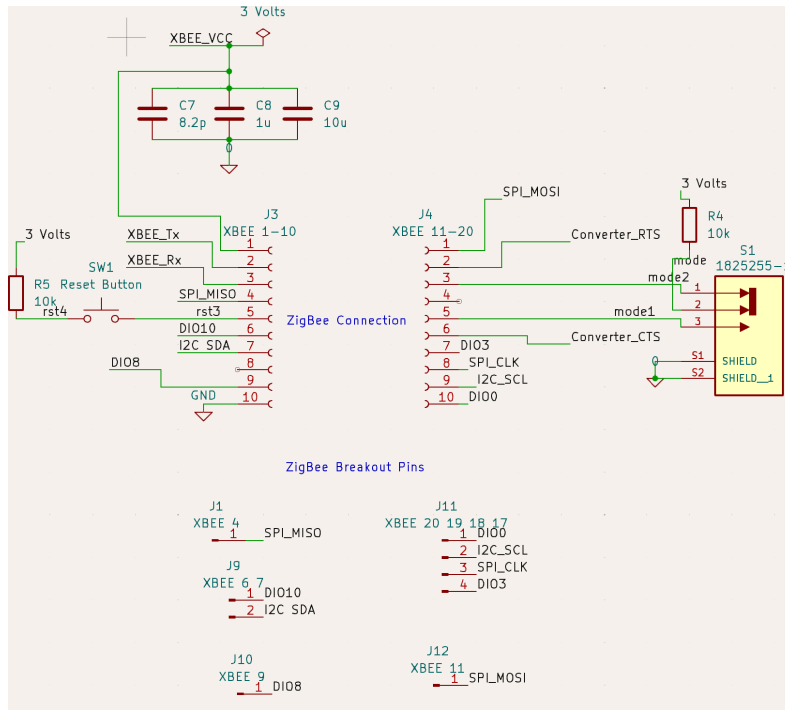 3 Volts
XBEE_VCC
C7
8.2p
C8
1u
C9
10u
0
SPI_MOSI
3 Volts
J3
XBEE 1-10
J4
XBEE 11-20
R4
10k
3 Volts
XBEE_Tx
Converter_RTS
S1
1825255-
XBEE_Rx
mode
mode2
R5
10k
SW1
Reset Button
SPI_MISO
rst4
rst3
ZigBee Connection
mode1
DIO10
Converter_CTS
I2C SDA
DIO3
DIO8
SPI_CLK
I2C_SCL
GND
DIO0
1
2
3
4
5
6
7
8
9
10
1
2
3
4
5
6
7
8
9
10
1
2
3
0
S1 SHIELD
S2 SHIELD__1
ZigBee Breakout Pins
J1
XBEE 4
1 SPI_MISO
J11
XBEE 20 19 18 17
1 DIO0
2 I2C_SCL
3 SPI_CLK
4 DIO3
J9
XBEE 6 7
1 DIO10
2 I2C SDA
J10
XBEE 9
1 DIO8
J12
XBEE 11
1 SPI_MOSI